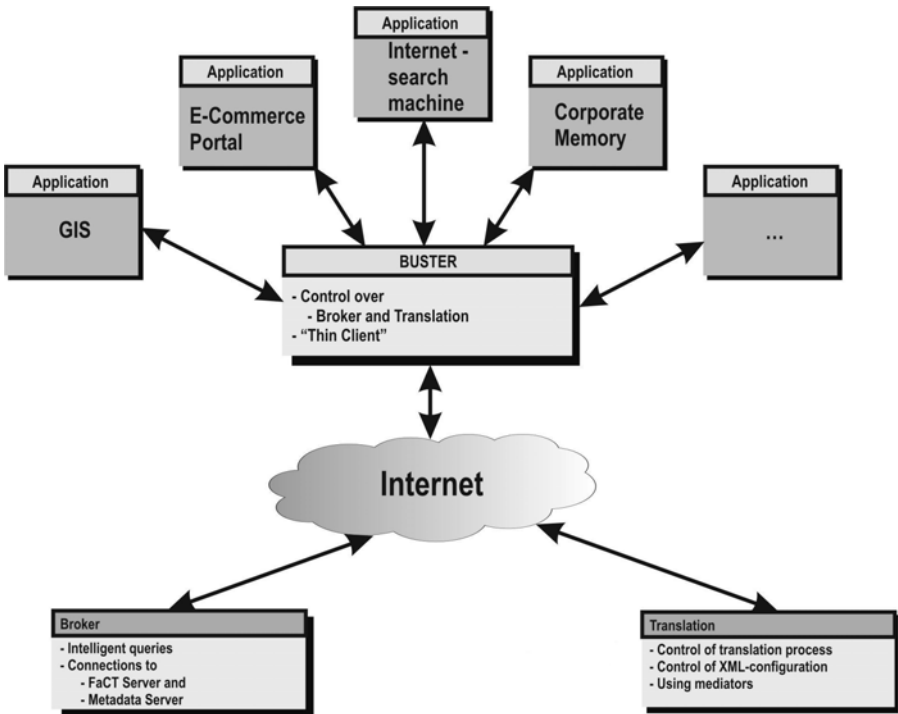 Application
Internet -
search
machine
Application
E-Commerce
Portal
Application
Corporate
Memory
Application
GIS
Application
...
BUSTER
- Control over
- Broker and Translation
- “Thin Client”
Internet
Broker
- Intelligent queries
- Connections to
- FaCT Server and
- Metadata Server
Translation
- Control of translation process
- Control of XML-configuration
- Using mediators